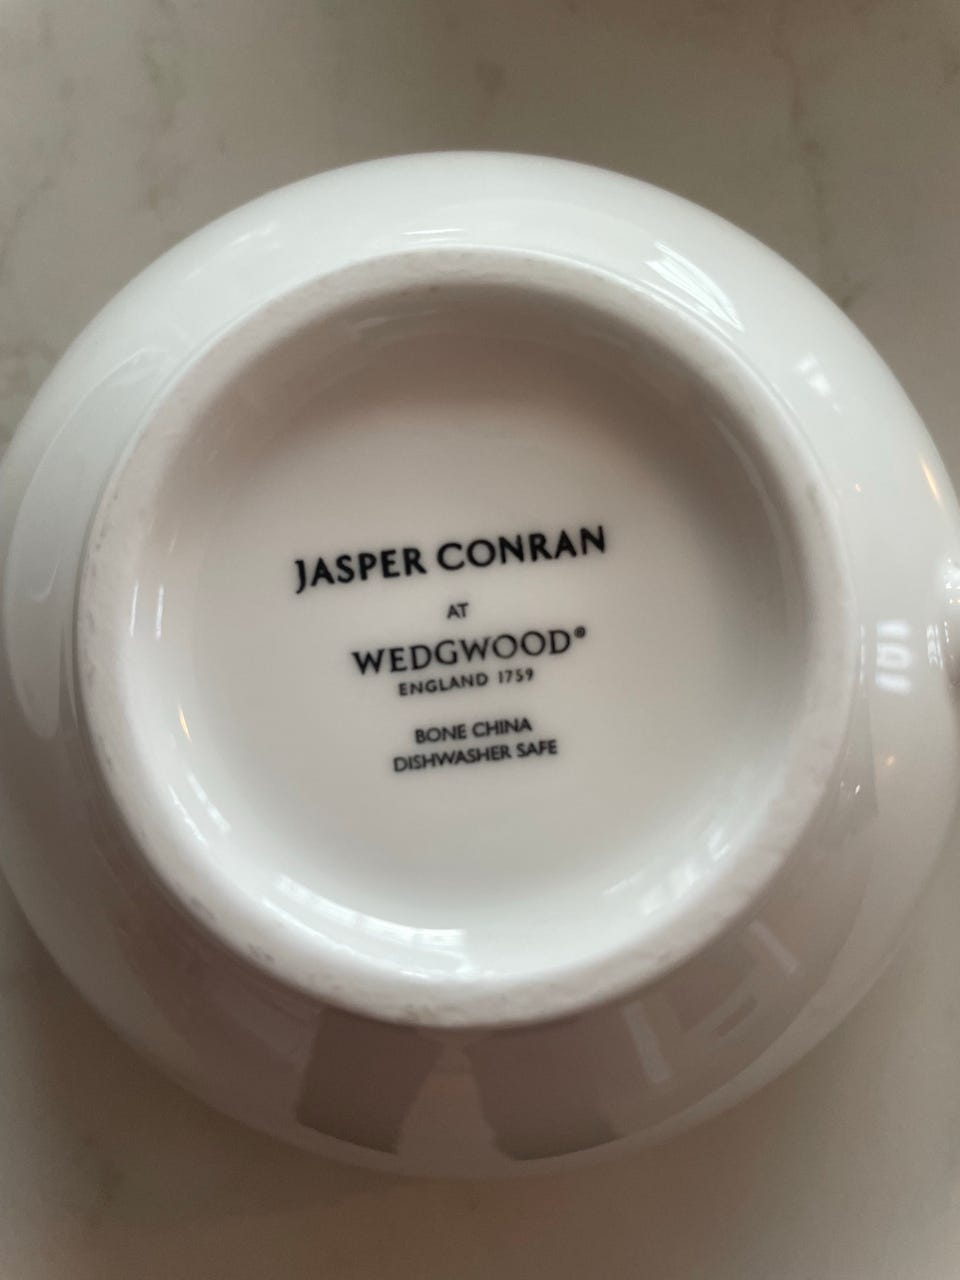 JASPER CONRAN
AT
WEDGWOOD®
ENGLAND 1759
BONE CHINA
DISHWASHER SAFE